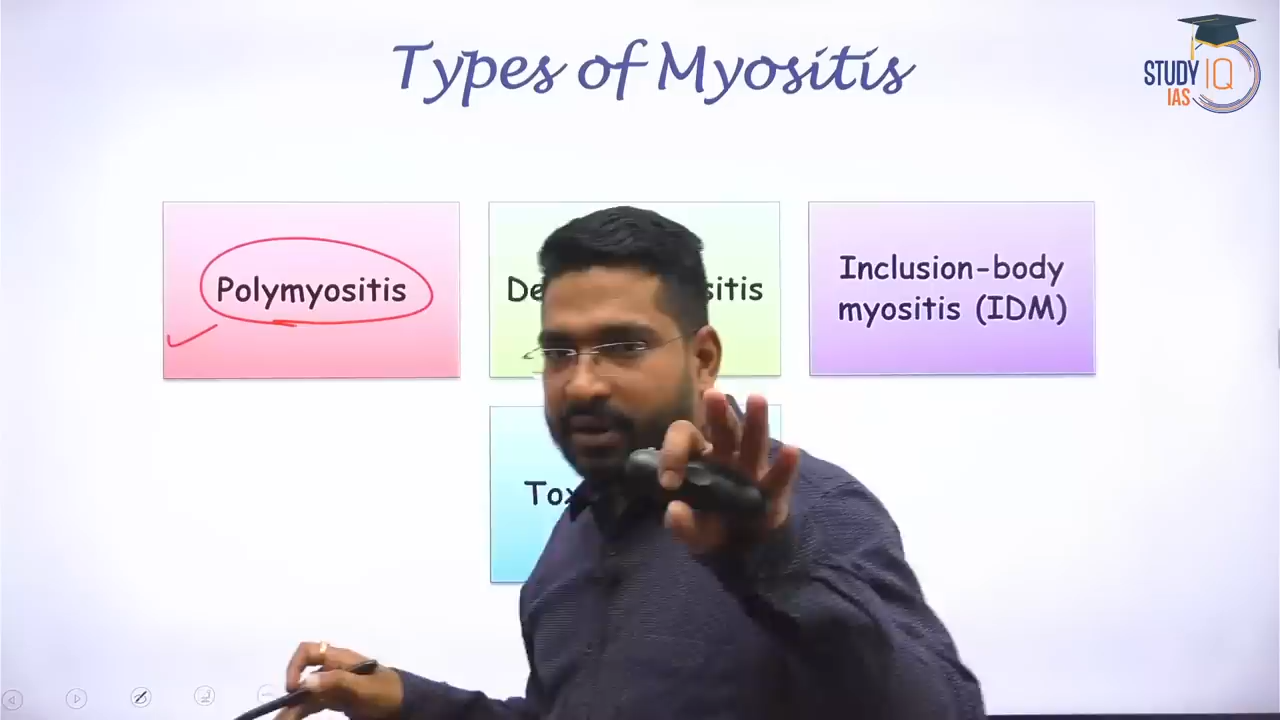 Types of Myositis
STUDY IQ
IAS
Polymyositis
Inclusion-body
myositis (IDM)